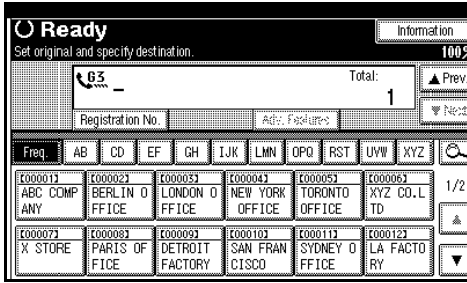 Ready
Information
Set original and specify destination.
100%
G3
Total:
1
▲ Prev.
▼ Next
Registration No.
Adv. Features
Freq. AB CD EF GH IJK LMN OPQ RST UVW XYZ
[00001] [00002] [00003] [00004] [00005] [00006]
ABC COMP BERLIN O LONDON O NEW YORK TORONTO XYZ CO.L
ANY FFICE FFICE OFFICE OFFICE TD
1/2
[00007] [00008] [00009] [00010] [00011] [00012]
X STORE PARIS OF DETROIT SAN FRAN SYDNEY O LA FACTO
FICE FACTORY CISCO FFICE RY